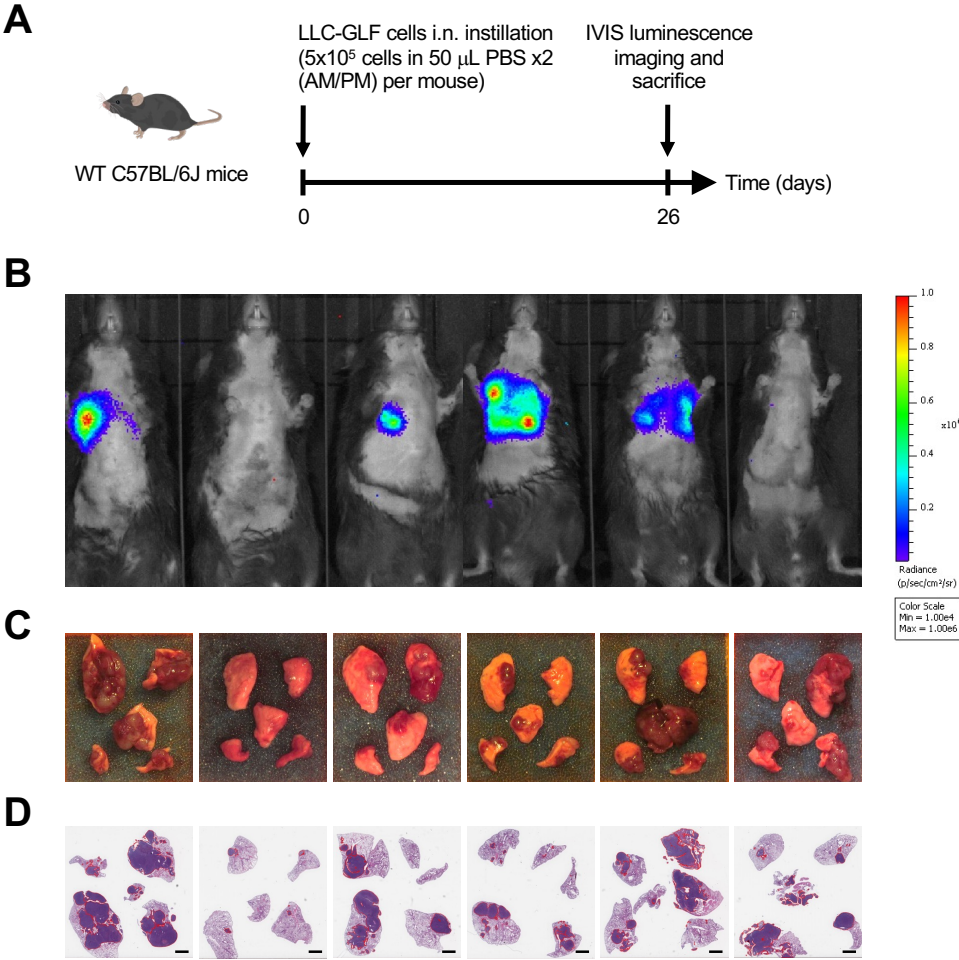 A
LLC-GLF cells i.n. instillation
(5x10⁵ cells in 50 μL PBS x2
(AM/PM) per mouse)
IVIS luminescence
imaging and
sacrifice
WT C57BL/6J mice
Time (days)
0
26
B
1.0
0.8
0.6
x10⁶
0.4
0.2
Radiance
(p/sec/cm²/sr)
Color Scale
Min = 1.00e4
Max = 1.00e6
C
D